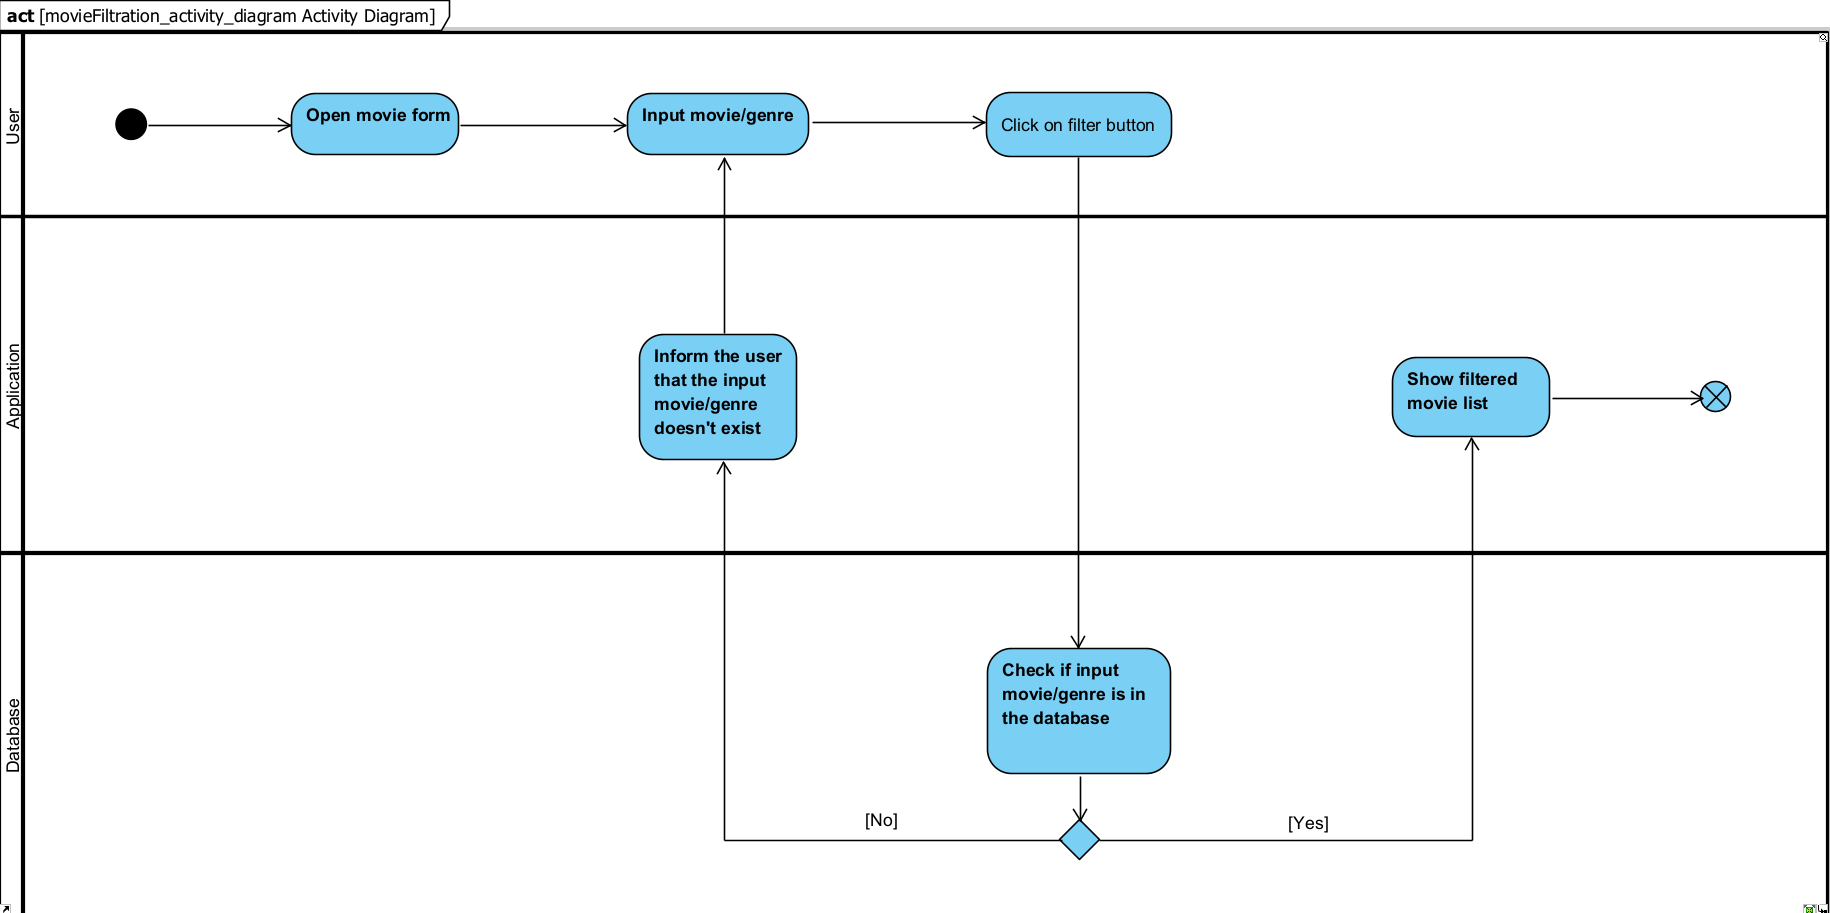 act [movieFiltration_activity_diagram Activity Diagram]
User
Open movie form
Input movie/genre
Click on filter button
Application
Inform the user
that the input
movie/genre
doesn't exist
Show filtered
movie list
Database
Check if input
movie/genre is in
the database
[No]
[Yes]